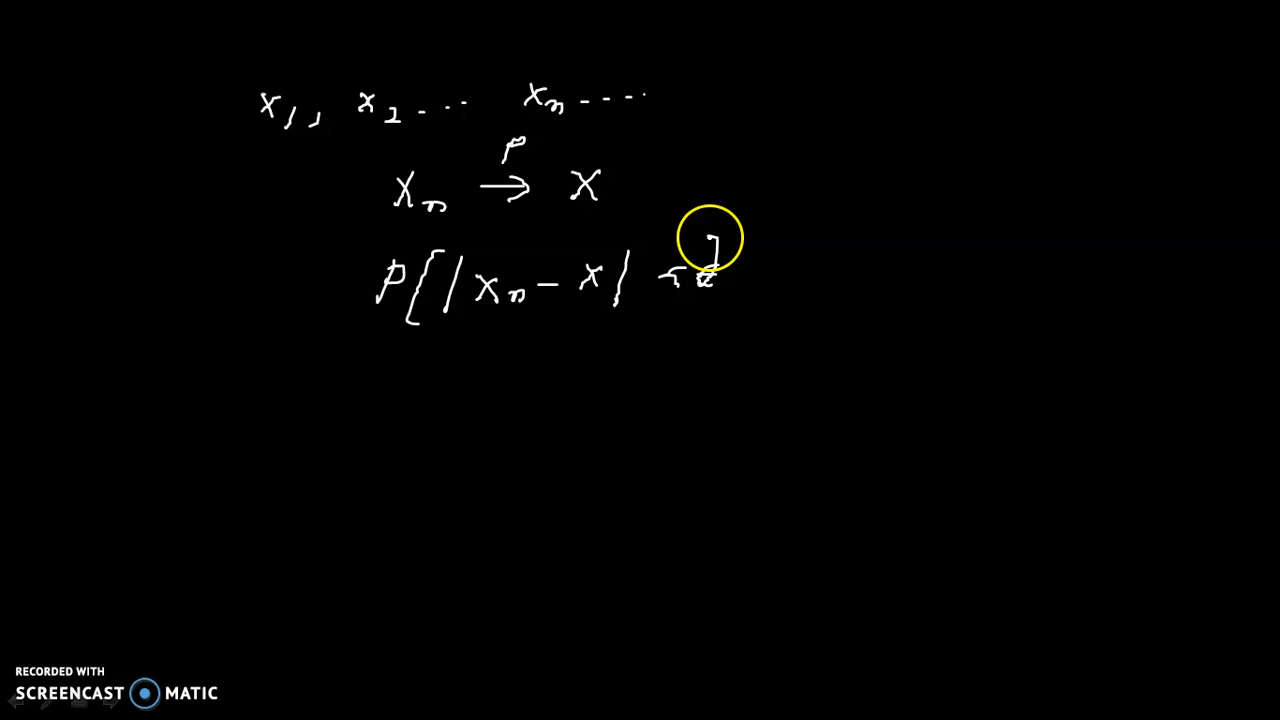 X1, X2 ... Xn ....
Xn →^P X
P[|Xn - X| < ε]
RECORDED WITH
SCREENCAST MATIC